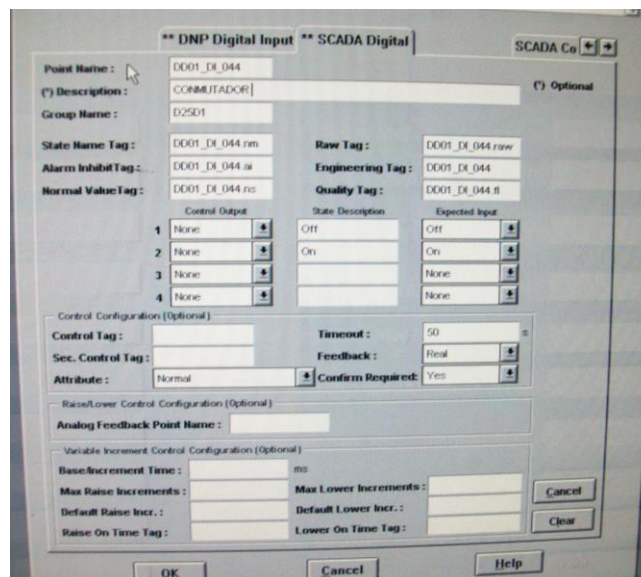 ** DNP Digital Input ** SCADA Digital SCADA Co
Point Name : DD01_DI_044
(*) Description : CONMUTADOR (*) Optional
Group Name : D25D1
State Name Tag : DD01_DI_044.nm Raw Tag : DD01_DI_044.raw
Alarm InhibitTag : DD01_DI_044.ai Engineering Tag : DD01_DI_044
Normal ValueTag : DD01_DI_044.ns Quality Tag : DD01_DI_044.fl
Control Output State Description Expected Input
1 None Off Off
2 None On On
3 None None
4 None None
Control Configuration (Optional)
Control Tag : Timeout : 50 s
Sec. Control Tag : Feedback : Real
Attribute : Normal Confirm Required: Yes
Raise/Lower Control Configuration (Optional)
Analog Feedback Point Name :
Variable Increment Control Configuration (Optional)
Base/Increment Time : ms
Max Raise Increments : Max Lower Increments :
Default Raise Incr. : Default Lower Incr. :
Raise On Time Tag : Lower On Time Tag :
Cancel
Clear
OK Cancel Help